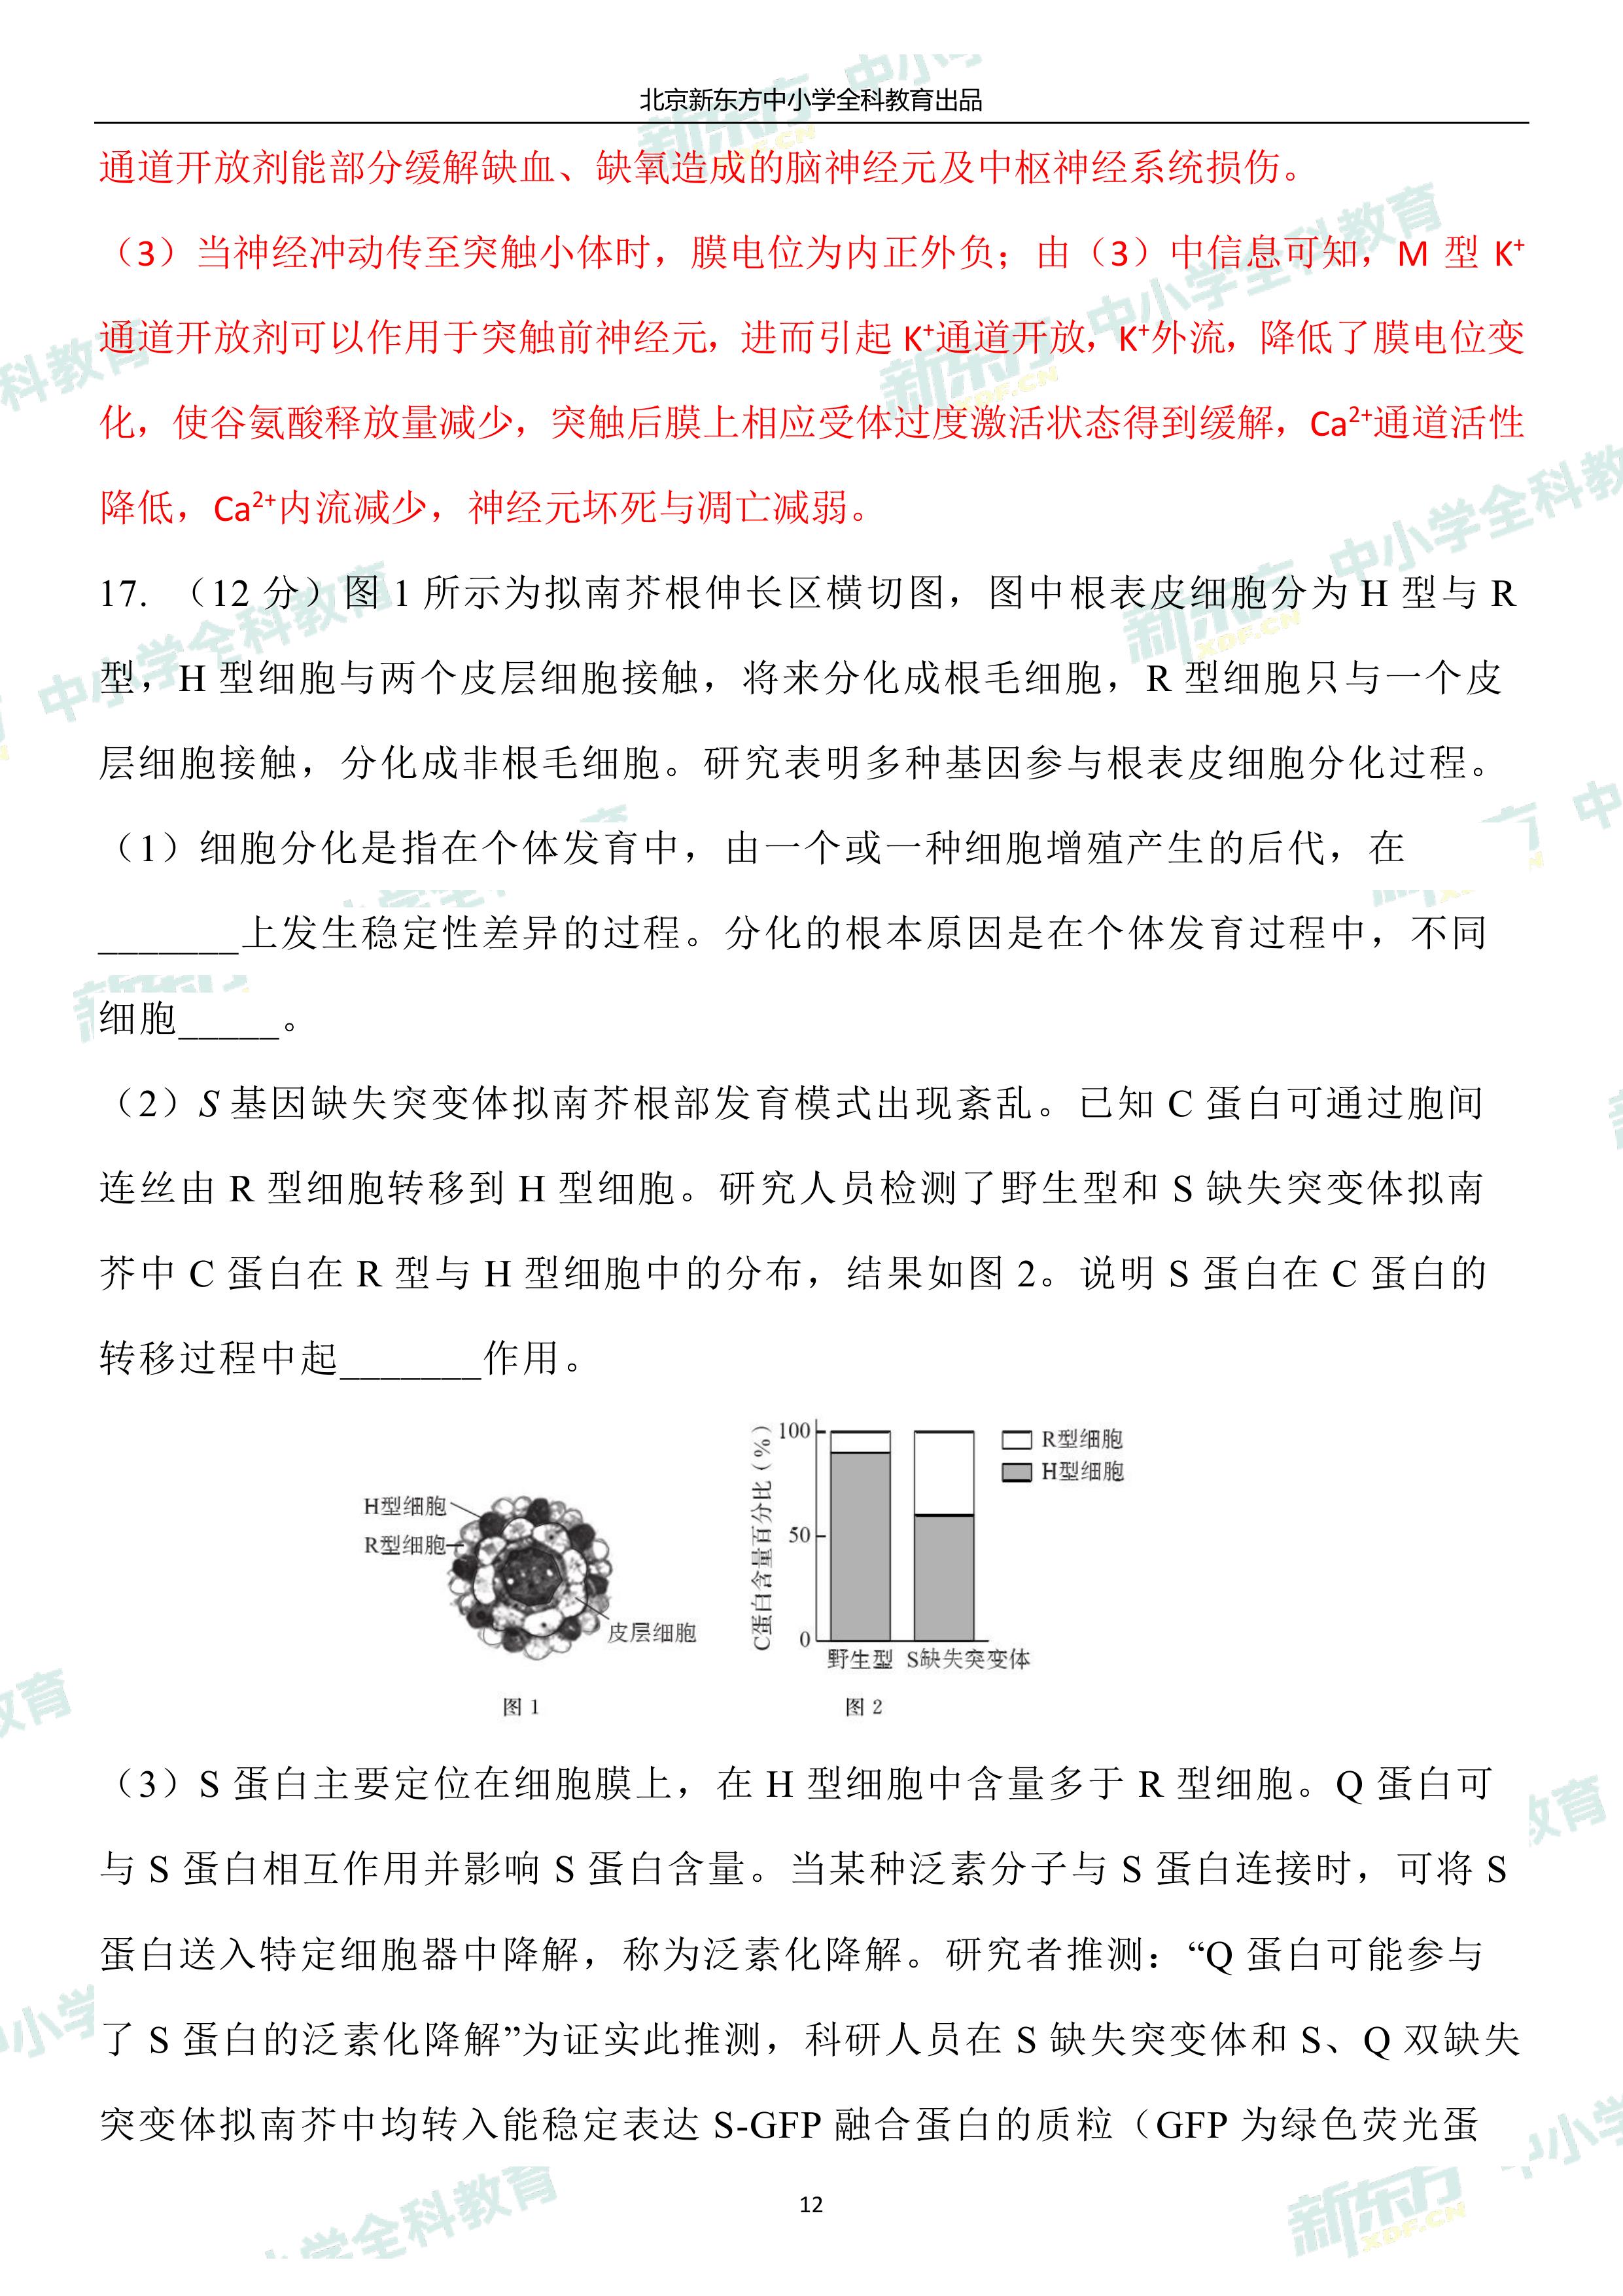 北京新东方中小学全科教育出品
通道开放剂能部分缓解缺血、缺氧造成的脑神经元及中枢神经系统损伤。
（3）当神经冲动传至突触小体时，膜电位为内正外负；由（3）中信息可知，M 型 K⁺
通道开放剂可以作用于突触前神经元，进而引起 K⁺通道开放，K⁺外流，降低了膜电位变
化，使谷氨酸释放量减少，突触后膜上相应受体过度激活状态得到缓解，Ca²⁺通道活性
降低，Ca²⁺内流减少，神经元坏死与凋亡减弱。
17. （12 分）图 1 所示为拟南芥根伸长区横切图，图中根表皮细胞分为 H 型与 R
型，H 型细胞与两个皮层细胞接触，将来分化成根毛细胞，R 型细胞只与一个皮
层细胞接触，分化成非根毛细胞。研究表明多种基因参与根表皮细胞分化过程。
（1）细胞分化是指在个体发育中，由一个或一种细胞增殖产生的后代，在
_______上发生稳定性差异的过程。分化的根本原因是在个体发育过程中，不同
细胞_____。
（2）S 基因缺失突变体拟南芥根部发育模式出现紊乱。已知 C 蛋白可通过胞间
连丝由 R 型细胞转移到 H 型细胞。研究人员检测了野生型和 S 缺失突变体拟南
芥中 C 蛋白在 R 型与 H 型细胞中的分布，结果如图 2。说明 S 蛋白在 C 蛋白的
转移过程中起_______作用。
H型细胞
R型细胞
皮层细胞
图 1
C蛋白含量百分比（%）
100
50
0
野生型 S缺失突变体
R型细胞
H型细胞
图 2
（3）S 蛋白主要定位在细胞膜上，在 H 型细胞中含量多于 R 型细胞。Q 蛋白可
与 S 蛋白相互作用并影响 S 蛋白含量。当某种泛素分子与 S 蛋白连接时，可将 S
蛋白送入特定细胞器中降解，称为泛素化降解。研究者推测：“Q 蛋白可能参与
了 S 蛋白的泛素化降解”为证实此推测，科研人员在 S 缺失突变体和 S、Q 双缺失
突变体拟南芥中均转入能稳定表达 S-GFP 融合蛋白的质粒（GFP 为绿色荧光蛋
12